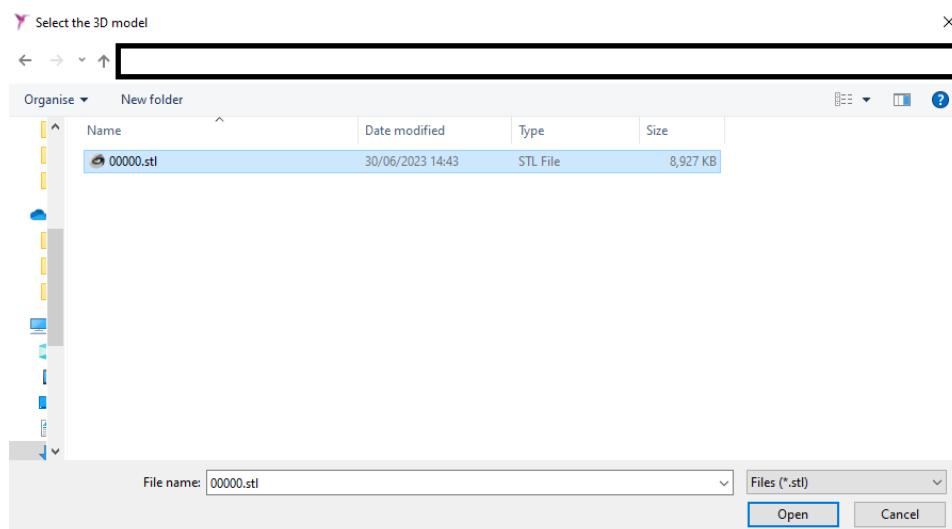 Select the 3D model
Organise New folder
Name Date modified Type Size
00000.stl 30/06/2023 14:43 STL File 8,927 KB
File name: 00000.stl Files (*.stl)
Open Cancel